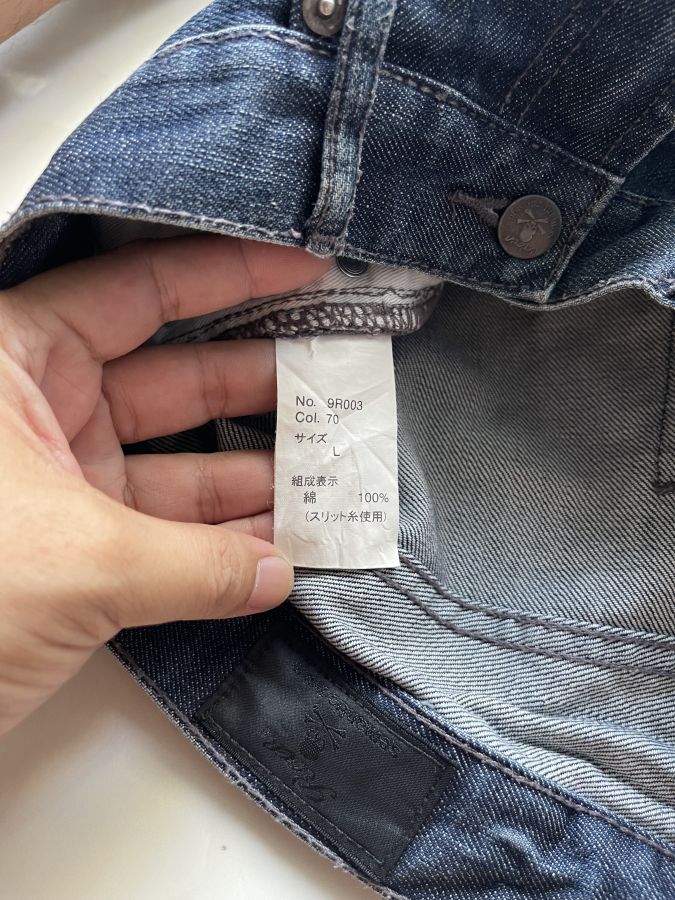 No. 9R003
Col. 70
サイズ
L
組成表示
綿 100%
(スリット糸使用)